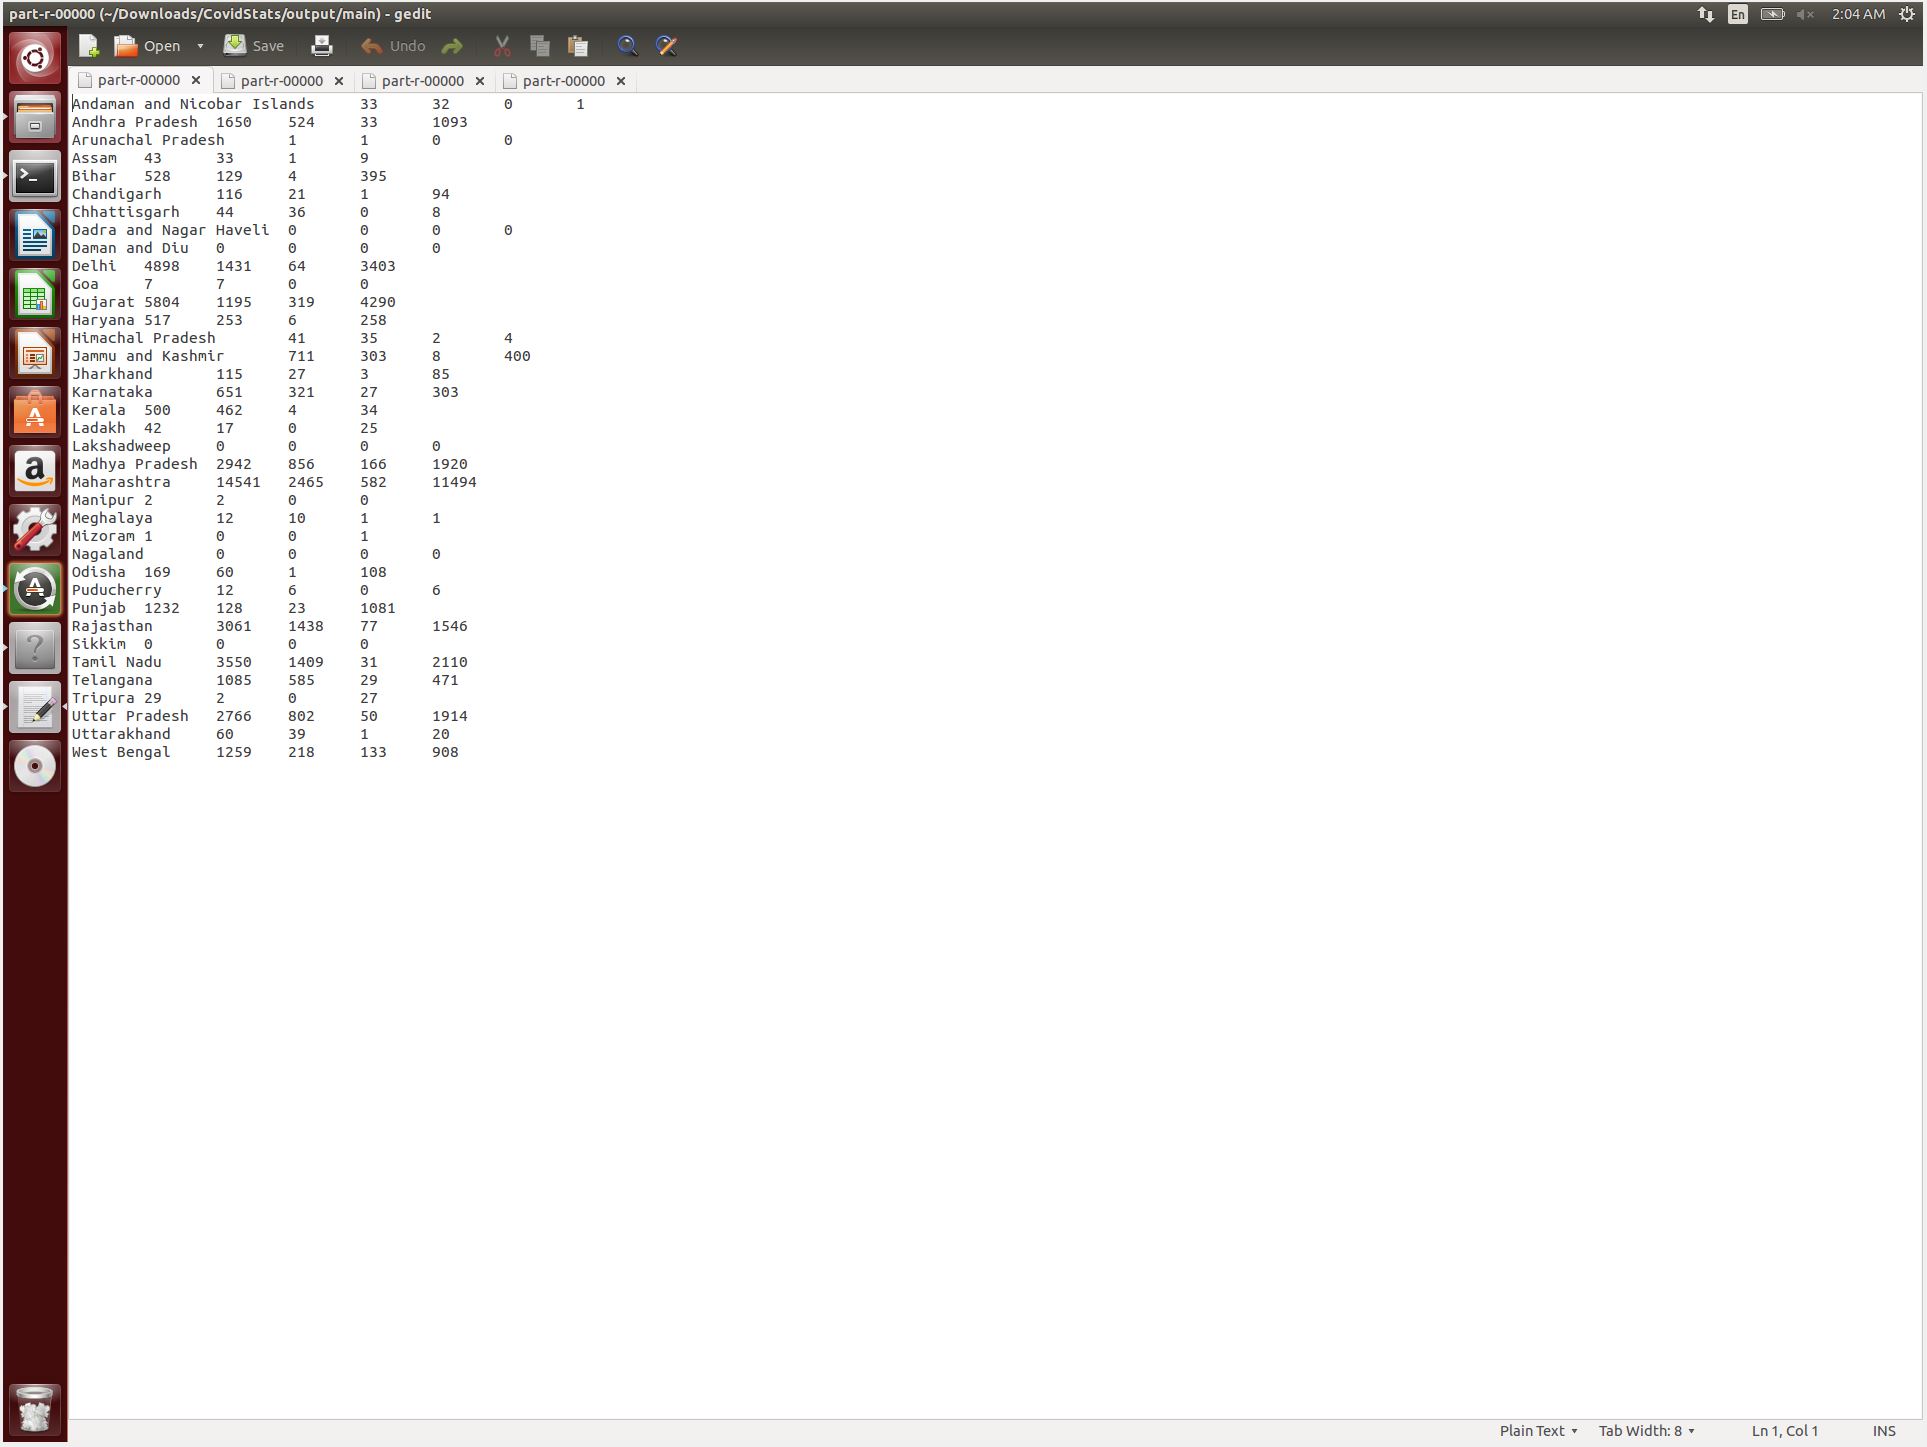 part-r-00000 (~/Downloads/CovidStats/output/main) - gedit
En 2:04 AM
Open Save Undo
part-r-00000 part-r-00000 part-r-00000 part-r-00000
Andaman and Nicobar Islands 33 32 0 1
Andhra Pradesh 1650 524 33 1093
Arunachal Pradesh 1 1 0 0
Assam 43 33 1 9
Bihar 528 129 4 395
Chandigarh 116 21 1 94
Chhattisgarh 44 36 0 8
Dadra and Nagar Haveli 0 0 0 0
Daman and Diu 0 0 0 0
Delhi 4898 1431 64 3403
Goa 7 7 0 0
Gujarat 5804 1195 319 4290
Haryana 517 253 6 258
Himachal Pradesh 41 35 2 4
Jammu and Kashmir 711 303 8 400
Jharkhand 115 27 3 85
Karnataka 651 321 27 303
Kerala 500 462 4 34
Ladakh 42 17 0 25
Lakshadweep 0 0 0 0
Madhya Pradesh 2942 856 166 1920
Maharashtra 14541 2465 582 11494
Manipur 2 2 0 0
Meghalaya 12 10 1 1
Mizoram 1 0 0 1
Nagaland 0 0 0 0
Odisha 169 60 1 108
Puducherry 12 6 0 6
Punjab 1232 128 23 1081
Rajasthan 3061 1438 77 1546
Sikkim 0 0 0 0
Tamil Nadu 3550 1409 31 2110
Telangana 1085 585 29 471
Tripura 29 2 0 27
Uttar Pradesh 2766 802 50 1914
Uttarakhand 60 39 1 20
West Bengal 1259 218 133 908
Plain Text Tab Width: 8 Ln 1, Col 1 INS